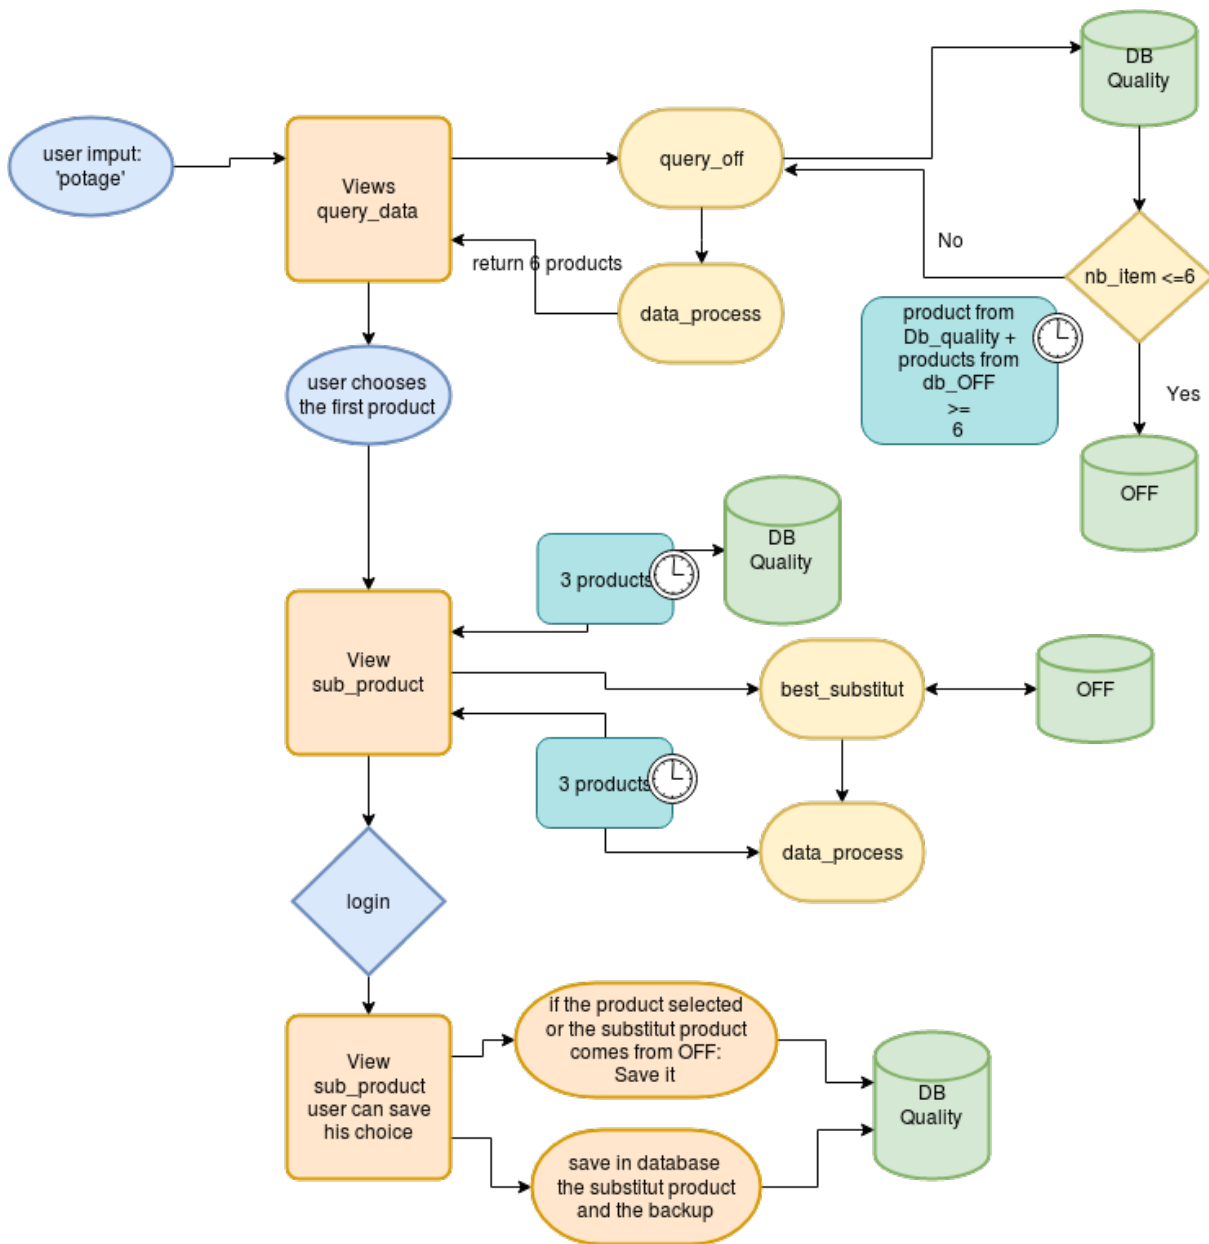 DB
Quality
user imput:
'potage'
Views
query_data
query_off
return 6 products
data_process
No
nb_item <=6
product from
Db_quality +
products from
db_OFF
>=
6
Yes
OFF
user chooses
the first product
3 products
DB
Quality
View
sub_product
best_substitut
OFF
3 products
data_process
login
View
sub_product
user can save
his choice
if the product selected
or the substitut product
comes from OFF:
Save it
DB
Quality
save in database
the substitut product
and the backup